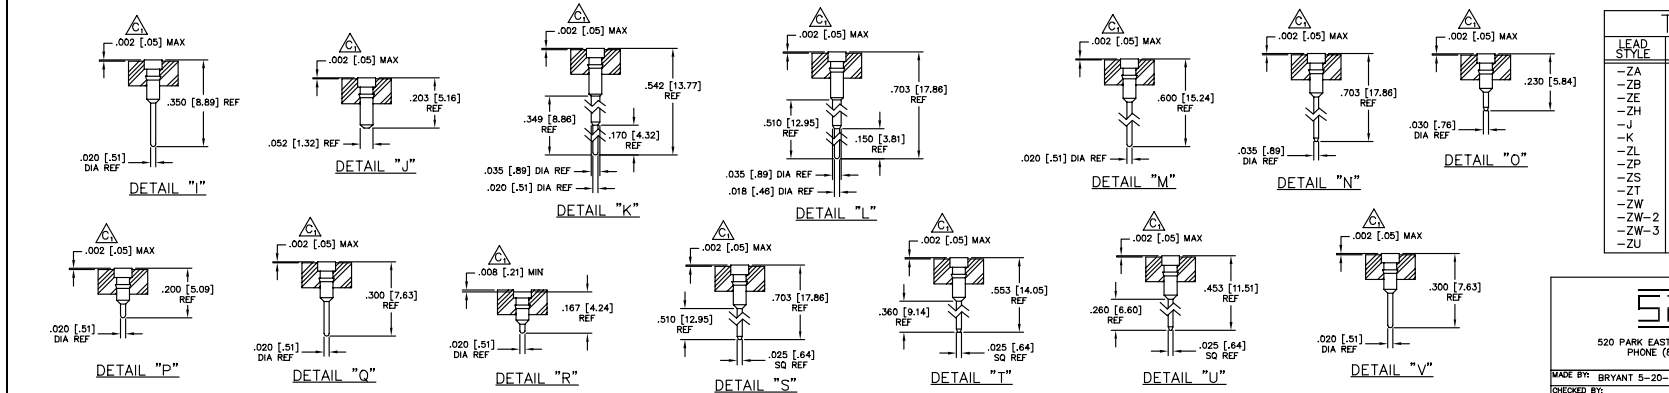 C1
.002 [.05] MAX
.350 [8.89] REF
.020 [.51]
DIA REF
DETAIL "I"
C1
.002 [.05] MAX
.203 [5.16]
REF
.052 [1.32] REF
DETAIL "J"
C1
.002 [.05] MAX
.542 [13.77]
REF
.349 [8.86]
REF
.170 [4.32]
REF
.035 [.89] DIA REF
.020 [.51] DIA REF
DETAIL "K"
C1
.002 [.05] MAX
.703 [17.86]
REF
.510 [12.95]
REF
.150 [3.81]
REF
.035 [.89] DIA REF
.018 [.46] DIA REF
DETAIL "L"
C1
.002 [.05] MAX
.600 [15.24]
REF
.020 [.51] DIA REF
DETAIL "M"
C1
.002 [.05] MAX
.703 [17.86]
REF
.035 [.89]
DIA REF
DETAIL "N"
C1
.002 [.05] MAX
.230 [5.84]
.030 [.76]
DIA REF
DETAIL "O"
C1
.002 [.05] MAX
.200 [5.09]
REF
.020 [.51]
DIA REF
DETAIL "P"
C1
.002 [.05] MAX
.300 [7.63]
REF
.020 [.51]
DIA REF
DETAIL "Q"
C1
.008 [.21] MIN
.167 [4.24]
REF
.020 [.51]
DIA REF
DETAIL "R"
C1
.002 [.05] MAX
.703 [17.86]
REF
.510 [12.95]
REF
.025 [.64]
SQ REF
DETAIL "S"
C1
.002 [.05] MAX
.553 [14.05]
REF
.360 [9.14]
REF
.025 [.64]
SQ REF
DETAIL "T"
C1
.002 [.05] MAX
.453 [11.51]
REF
.260 [6.60]
REF
.025 [.64]
SQ REF
DETAIL "U"
C1
.002 [.05] MAX
.300 [7.63]
REF
.020 [.51]
DIA REF
DETAIL "V"
T
LEAD
STYLE
-ZA
-ZB
-ZE
-ZH
-J
-K
-ZL
-ZP
-ZS
-ZT
-ZW
-ZW-2
-ZW-3
-ZU
520 PARK EAST
PHONE (8
MADE BY: BRYANT 5-20-
CHECKED BY: